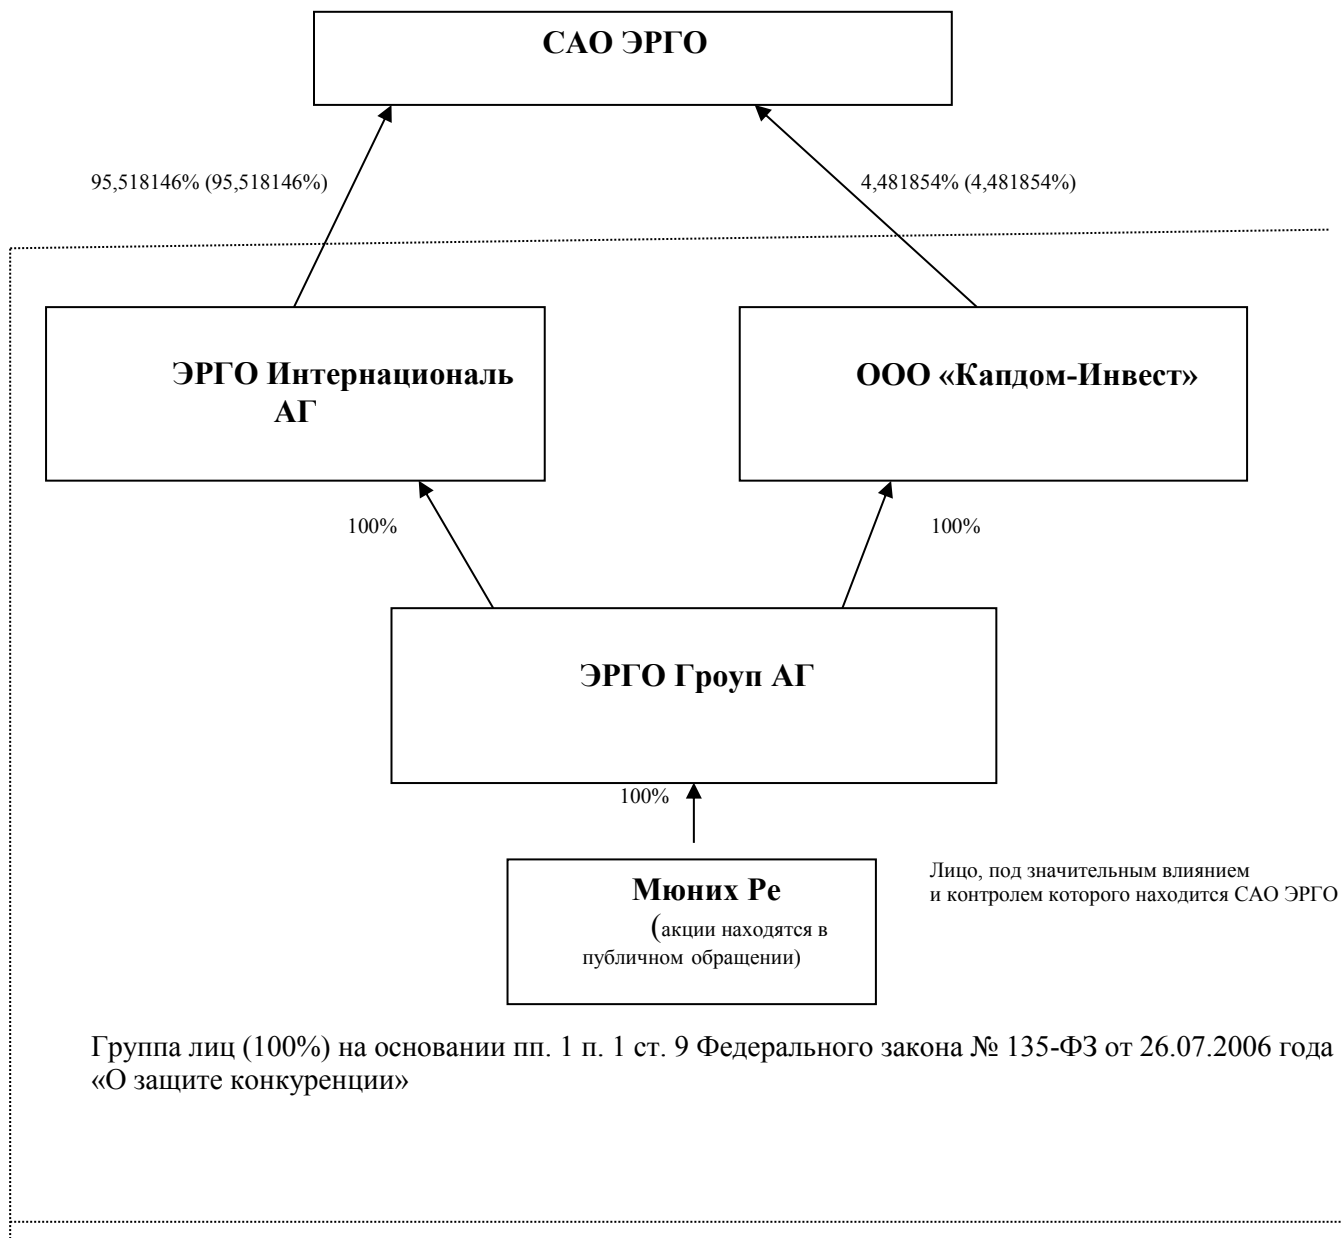 САО ЭРГО
95,518146% (95,518146%)
4,481854% (4,481854%)
ЭРГО Интернациональ
АГ
ООО «Капдом-Инвест»
100%
100%
ЭРГО Гроуп АГ
100%
Мюних Ре
(акции находятся в
публичном обращении)
Лицо, под значительным влиянием
и контролем которого находится САО ЭРГО
Группа лиц (100%) на основании пп. 1 п. 1 ст. 9 Федерального закона № 135-ФЗ от 26.07.2006 года
«О защите конкуренции»